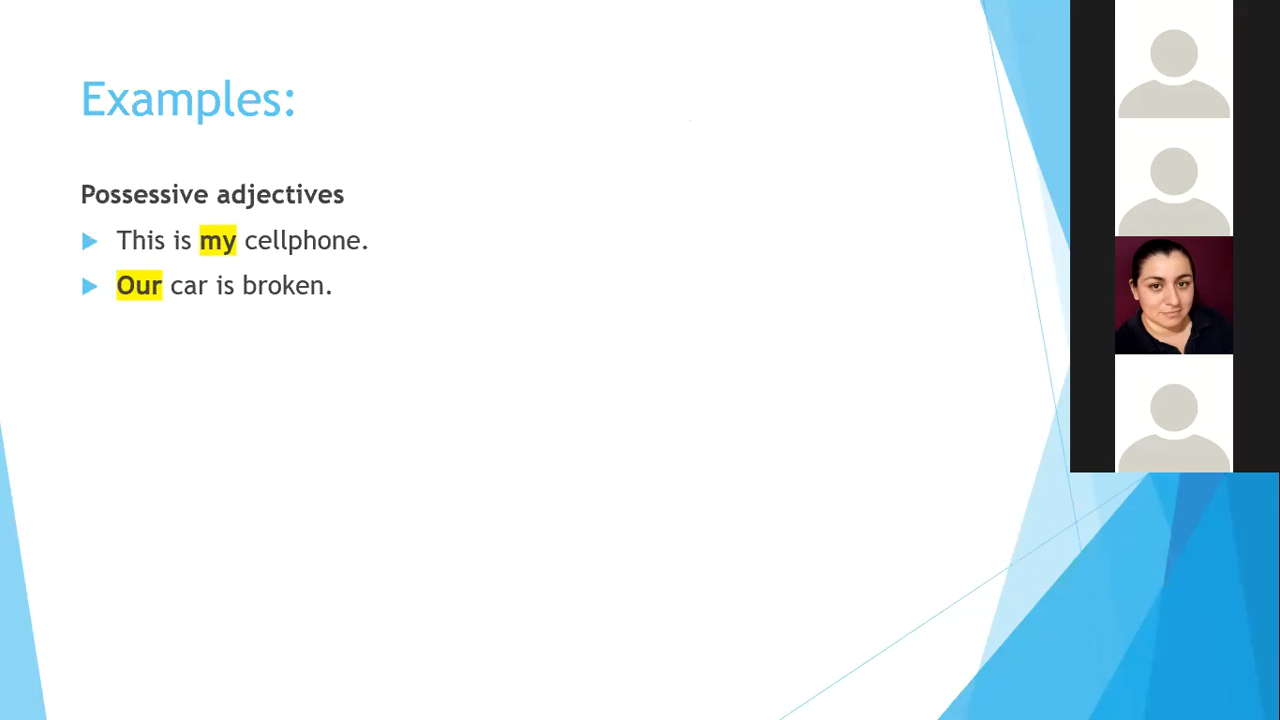 Examples:
Possessive adjectives
This is my cellphone.
Our car is broken.